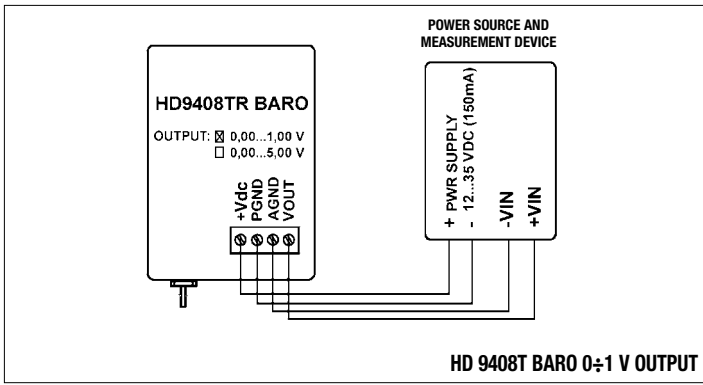 POWER SOURCE AND
MEASUREMENT DEVICE
HD9408TR BARO
OUTPUT: ☒ 0,00...1,00 V
☐ 0,00...5,00 V
+Vdc
PGND
AGND
VOUT
+ PWR SUPPLY
- 12...35 VDC (150mA)
-VIN
+VIN
HD 9408T BARO 0÷1 V OUTPUT